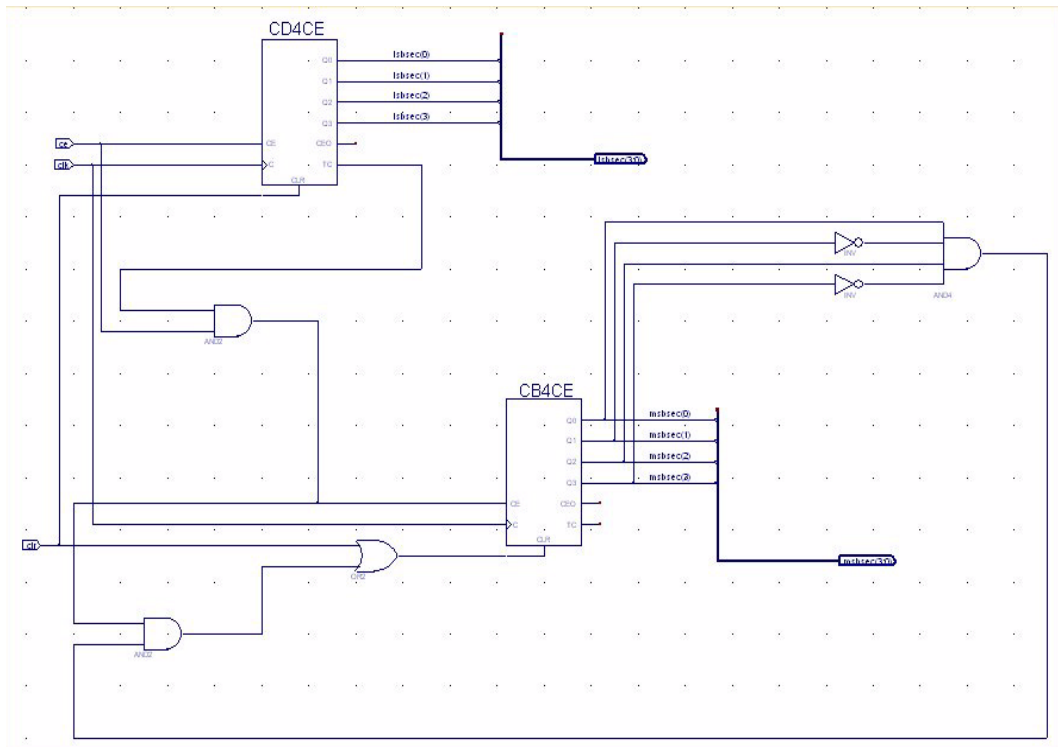 CD4CE
Q0
lsbsec(0)
Q1
lsbsec(1)
Q2
lsbsec(2)
Q3
lsbsec(3)
ce
CE
CEO
clk
C
TC
lsbsec(3:0)
CLR
INV
INV
AND4
AND2
CB4CE
Q0
msbsec(0)
Q1
msbsec(1)
Q2
msbsec(2)
Q3
msbsec(3)
CE
CEO
C
TC
CLR
clr
msbsec(3:0)
OR2
AND2